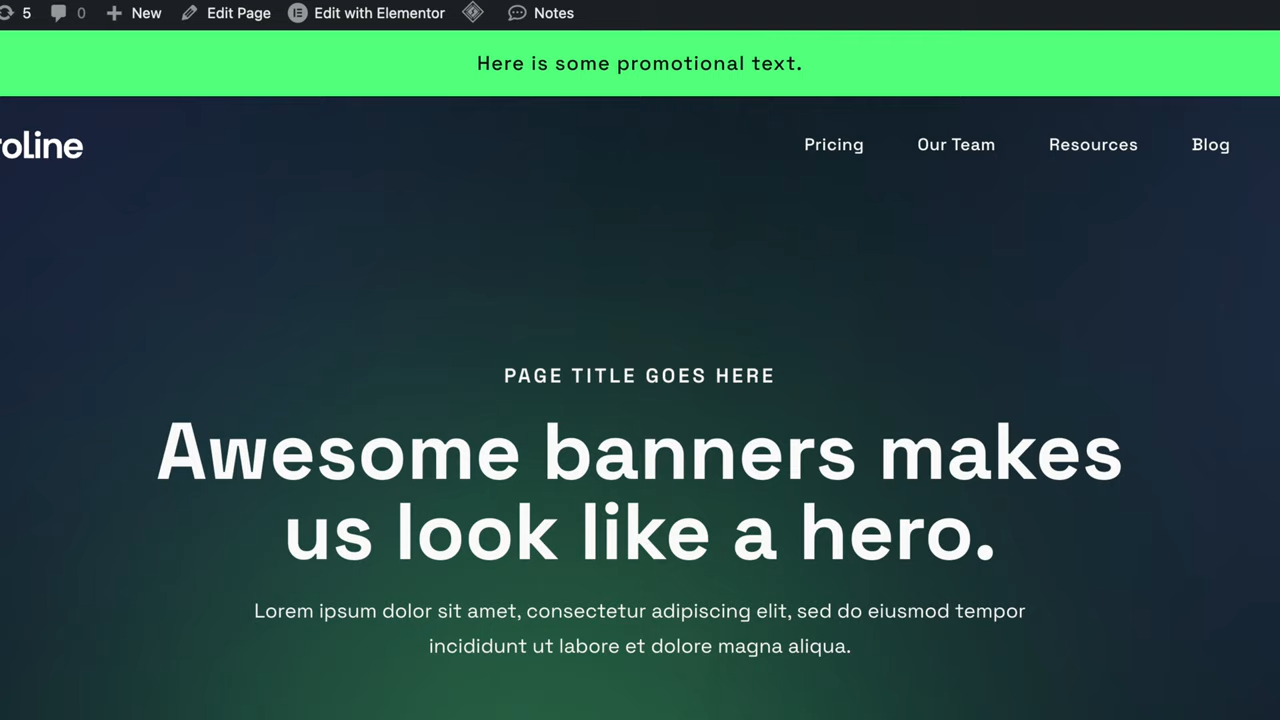 5 0 New Edit Page Edit with Elementor Notes
Here is some promotional text.
roline Pricing Our Team Resources Blog
PAGE TITLE GOES HERE
Awesome banners makes
us look like a hero.
Lorem ipsum dolor sit amet, consectetur adipiscing elit, sed do eiusmod tempor
incididunt ut labore et dolore magna aliqua.